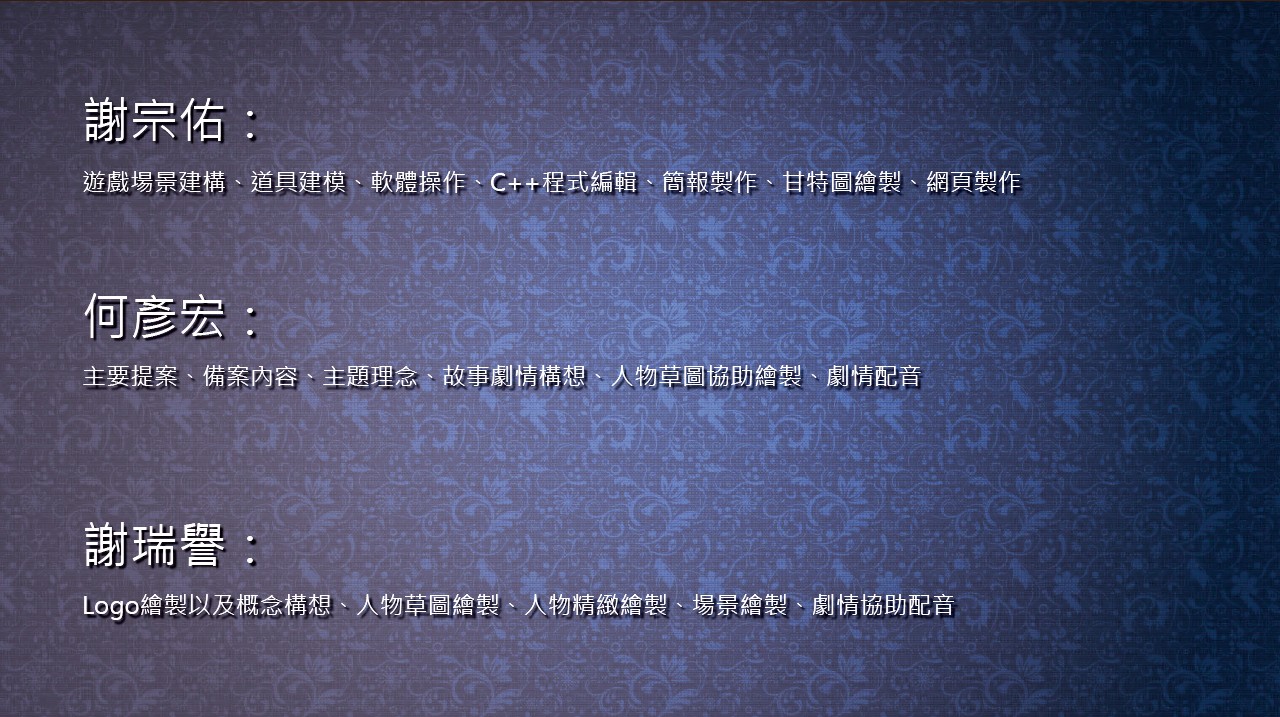 謝宗佑：
遊戲場景建構、道具建模、軟體操作、C++程式編輯、簡報製作、甘特圖繪製、網頁製作
何彥宏：
主要提案、備案內容、主題理念、故事劇情構想、人物草圖協助繪製、劇情配音
謝瑞譽：
Logo繪製以及概念構想、人物草圖繪製、人物精緻繪製、場景繪製、劇情協助配音